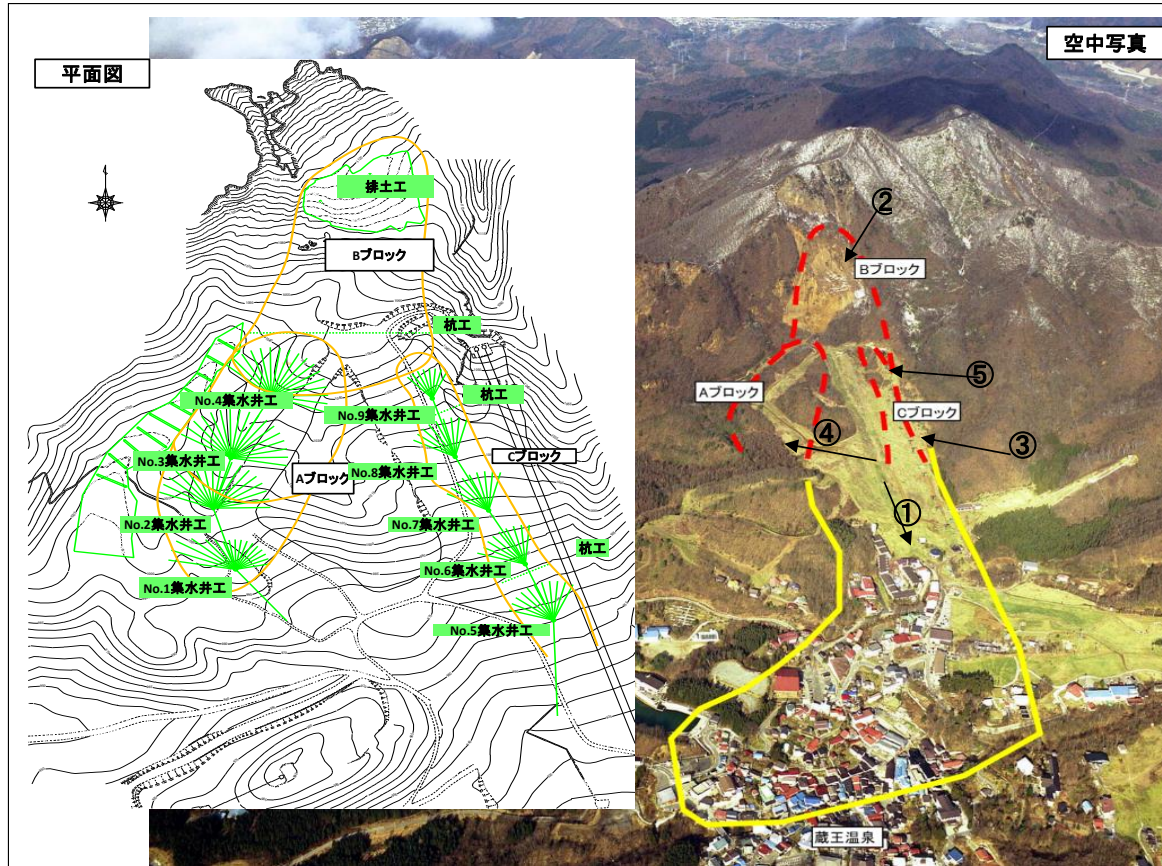 平面図
排土工
Bブロック
杭工
No.4集水井工
杭工
No.9集水井工
No.3集水井工
Cブロック
Aブロック
No.8集水井工
No.2集水井工
No.7集水井工
杭工
No.6集水井工
No.1集水井工
No.5集水井工
空中写真
②
Bブロック
⑤
Aブロック
Cブロック
④
③
①
蔵王温泉